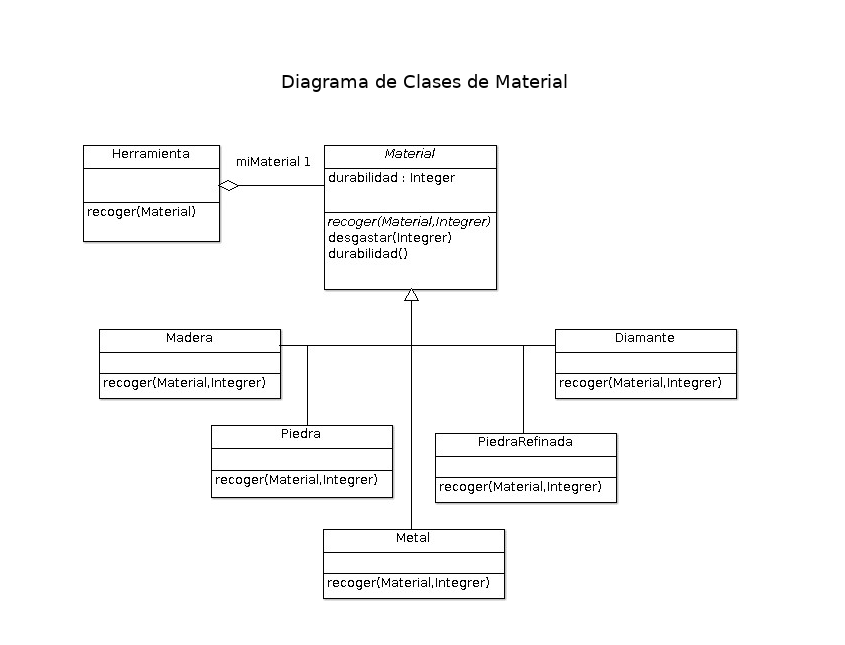 Diagrama de Clases de Material
Herramienta
recoger(Material)
miMaterial 1
Material
durabilidad : Integer
recoger(Material,Integrer)
desgastar(Integrer)
durabilidad()
Madera
recoger(Material,Integrer)
Diamante
recoger(Material,Integrer)
Piedra
recoger(Material,Integrer)
PiedraRefinada
recoger(Material,Integrer)
Metal
recoger(Material,Integrer)